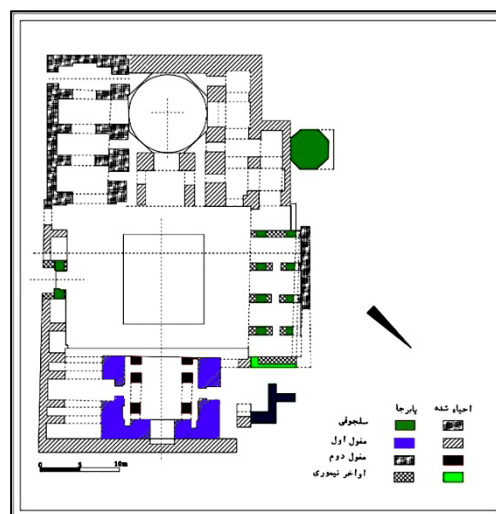 احیاء شده پابرجا
سلجوقی
مغول اول
مغول دوم
اواخر تیموری
0 5 10m